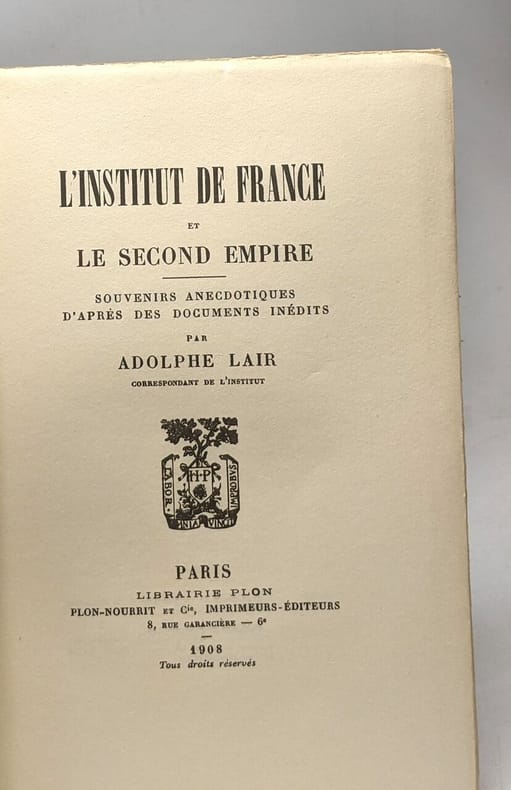 L'INSTITUT DE FRANCE
ET
LE SECOND EMPIRE
SOUVENIRS ANECDOTIQUES
D'APRÈS DES DOCUMENTS INÉDITS
PAR
ADOLPHE LAIR
CORRESPONDANT DE L'INSTITUT
LABOR
H·P
IMPROBVS
VINCIT
PARIS
LIBRAIRIE PLON
PLON-NOURRIT ET Cie, IMPRIMEURS-ÉDITEURS
8, RUE GARANCIÈRE — 6e
1908
Tous droits réservés